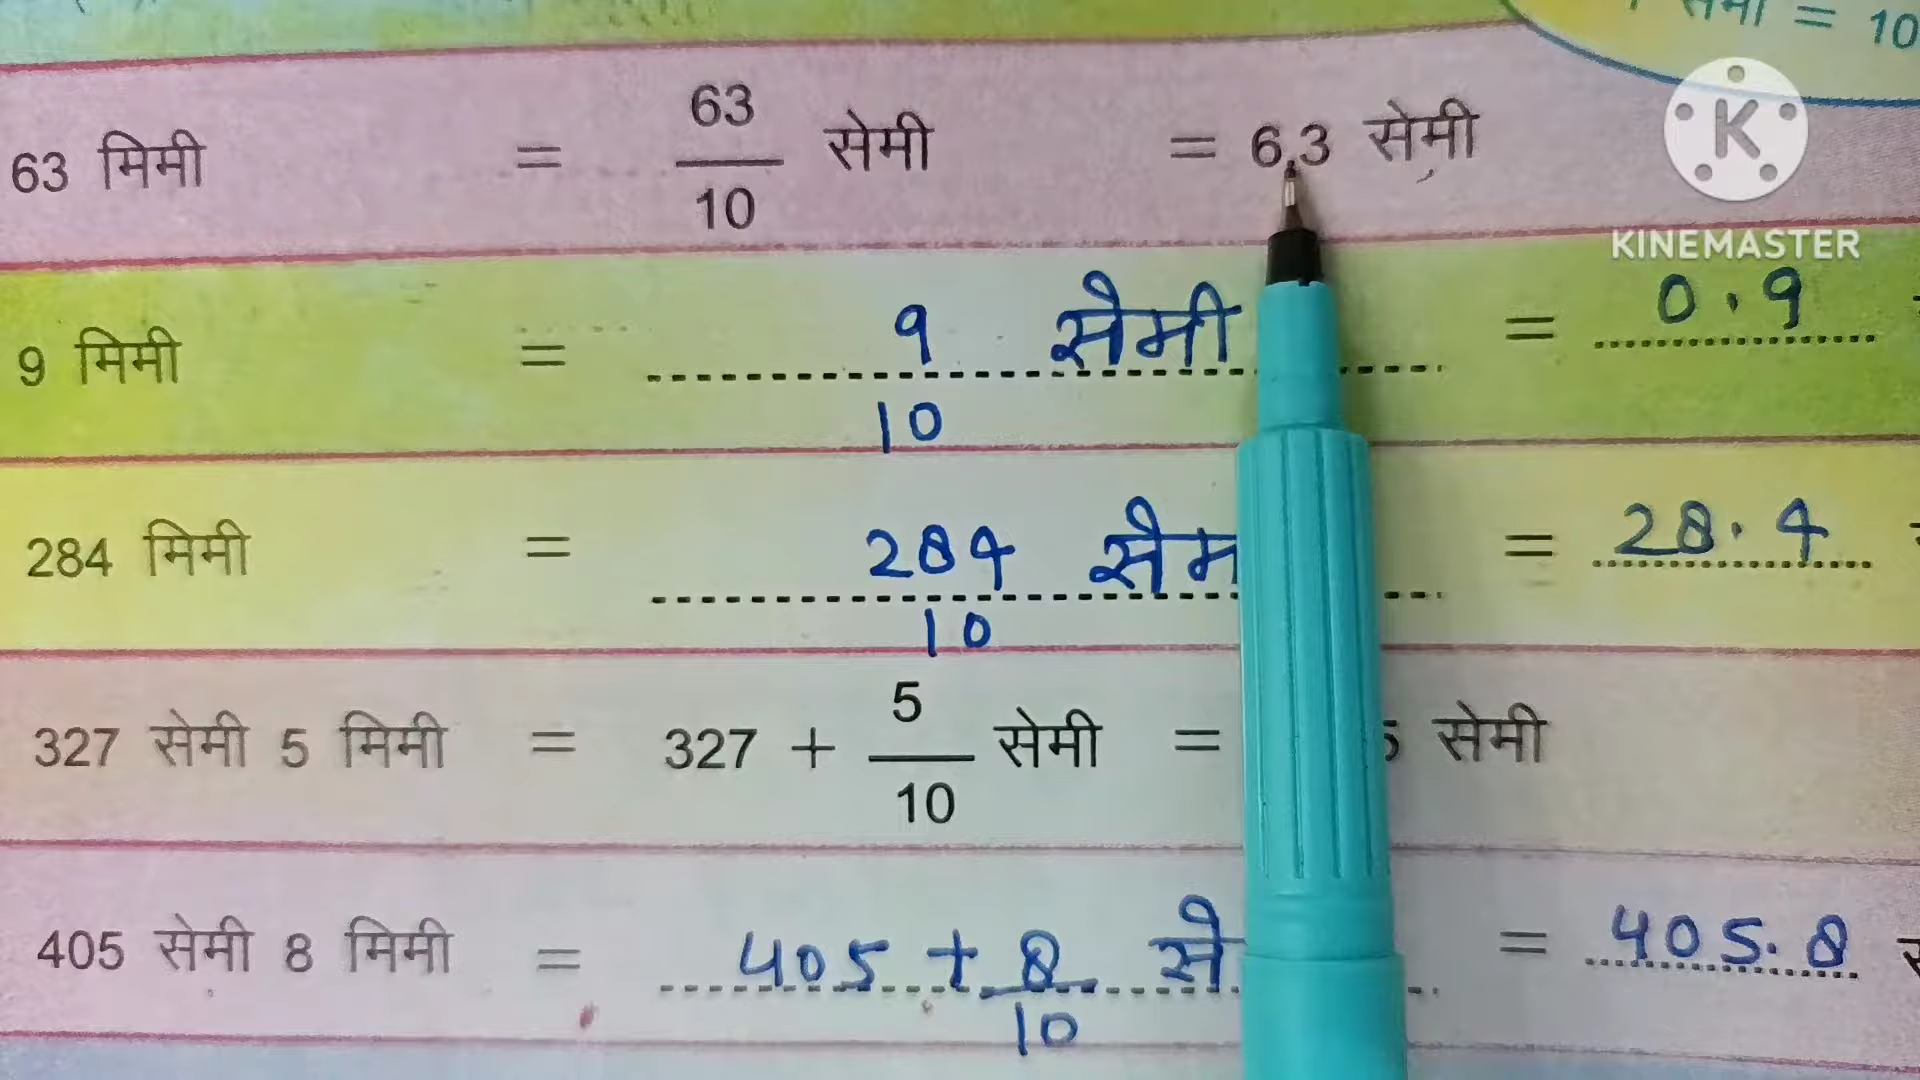 सेमी = 10
KINEMASTER
63 मिमी = 63/10 सेमी = 6.3 सेमी
9 मिमी = 9/10 सैमी = 0.9
284 मिमी = 284/10 = 28.4
327 सेमी 5 मिमी = 327 + 5/10 सेमी = सेमी
405 सेमी 8 मिमी = 405 + 8/10 से = 405.8